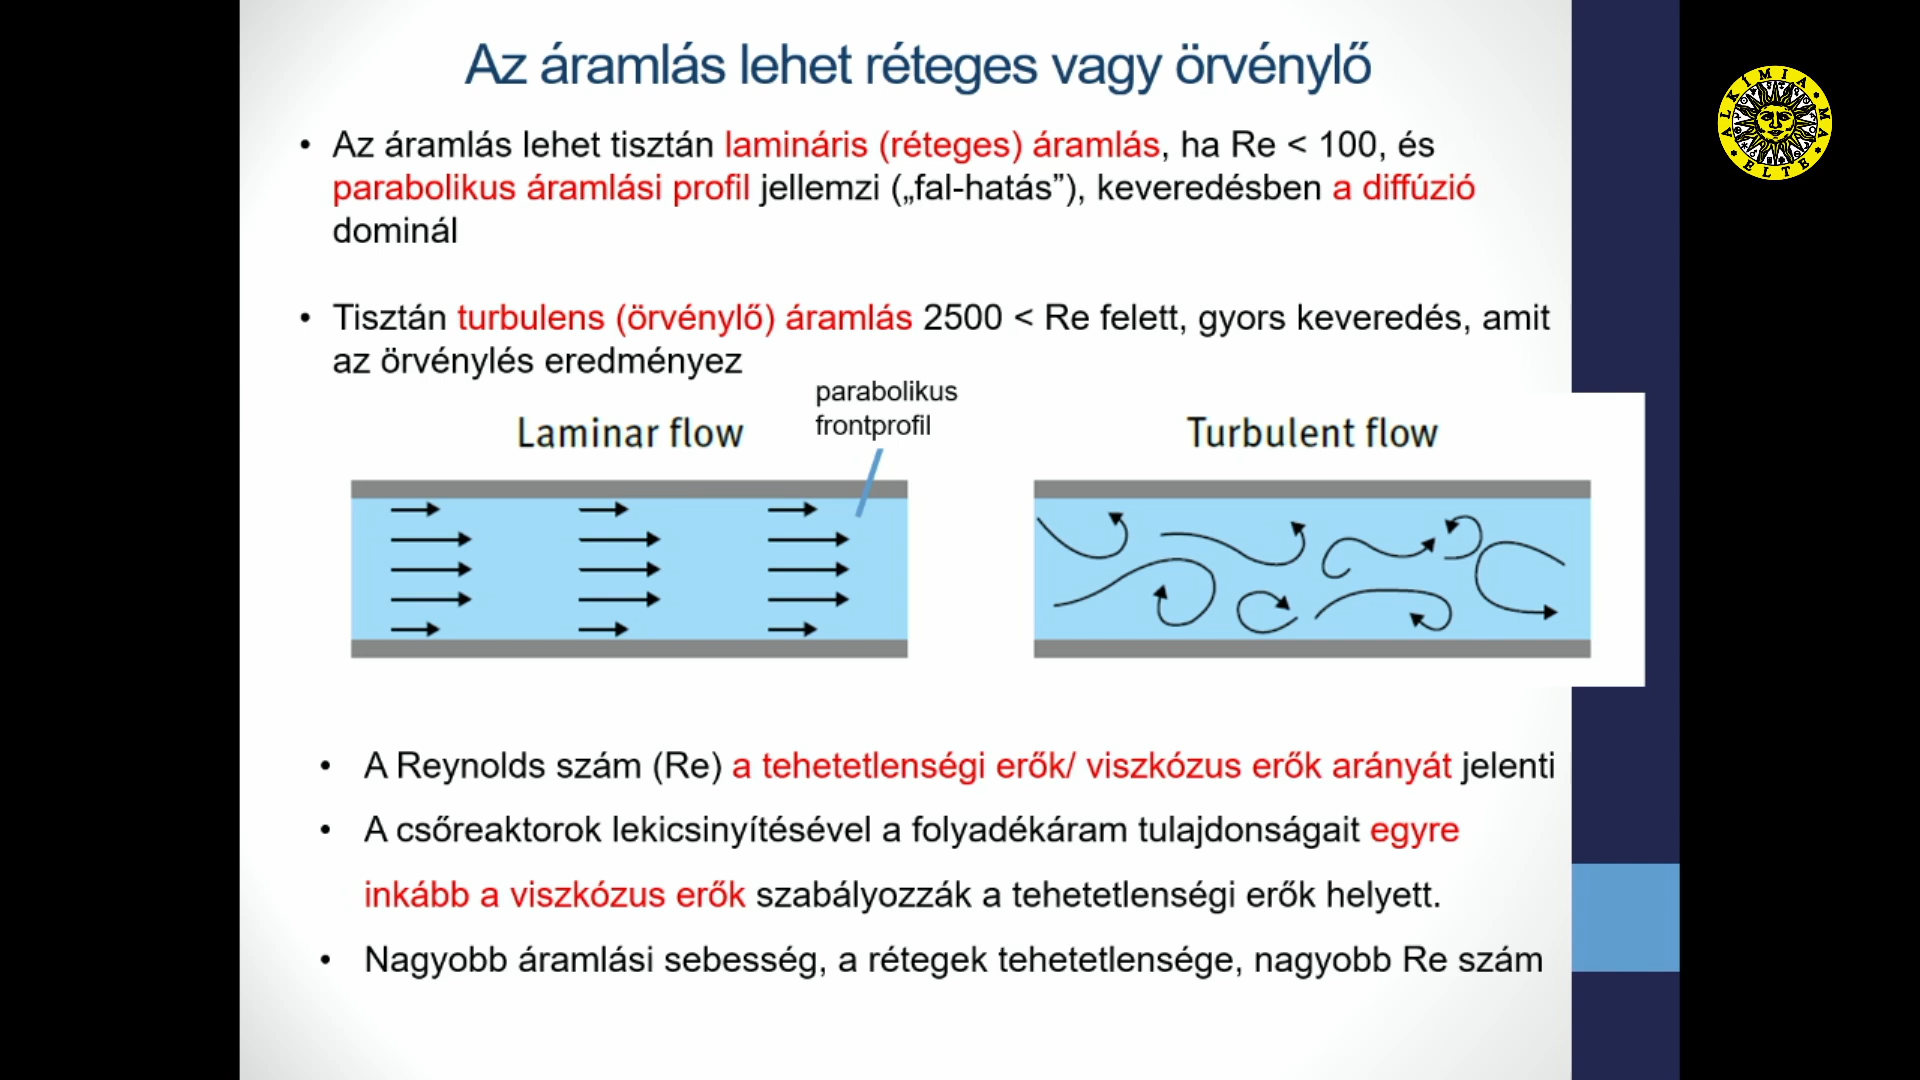 Az áramlás lehet réteges vagy örvénylő
• Az áramlás lehet tisztán lamináris (réteges) áramlás, ha Re < 100, és
parabolikus áramlási profil jellemzi („fal-hatás”), keveredésben a diffúzió
dominál
• Tisztán turbulens (örvénylő) áramlás 2500 < Re felett, gyors keveredés, amit
az örvénylés eredményez
parabolikus
frontprofil
Laminar flow
Turbulent flow
• A Reynolds szám (Re) a tehetetlenségi erők/ viszkózus erők arányát jelenti
• A csőreaktorok lekicsinyítésével a folyadékáram tulajdonságait egyre
inkább a viszkózus erők szabályozzák a tehetetlenségi erők helyett.
• Nagyobb áramlási sebesség, a rétegek tehetetlensége, nagyobb Re szám
ALKÍMIA • MA • ELTE •